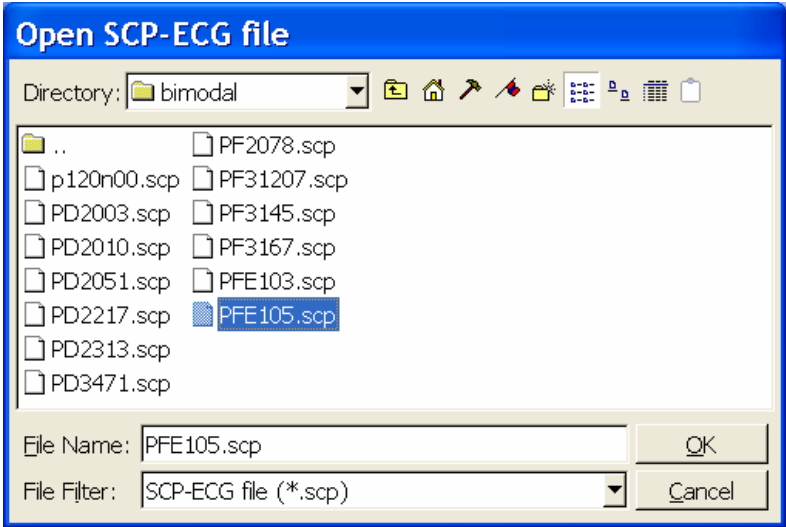 Open SCP-ECG file
Directory: bimodal
..
p120n00.scp
PD2003.scp
PD2010.scp
PD2051.scp
PD2217.scp
PD2313.scp
PD3471.scp
PF2078.scp
PF31207.scp
PF3145.scp
PF3167.scp
PFE103.scp
PFE105.scp
File Name: PFE105.scp OK
File Filter: SCP-ECG file (*.scp) Cancel